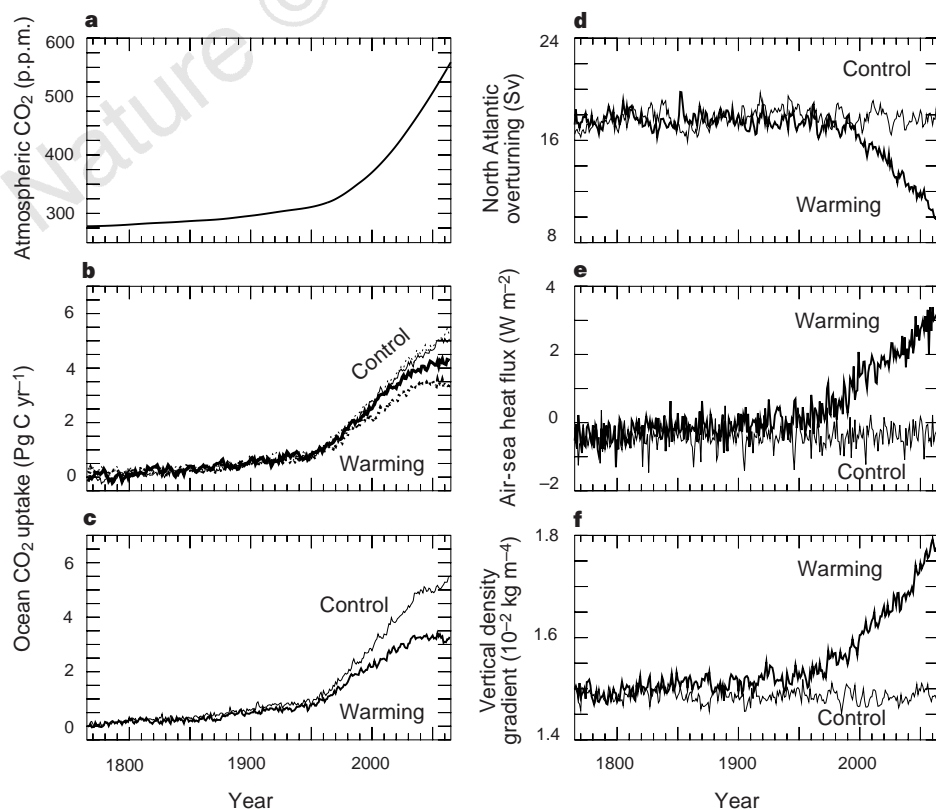 Nature ©
a
600
500
400
300
Atmospheric CO2 (p.p.m.)
b
6
4
2
0
Control
Warming
Ocean CO2 uptake (Pg C yr–1)
c
6
4
2
0
Control
Warming
1800 1900 2000
Year
d
24
16
8
North Atlantic
overturning (Sv)
Control
Warming
e
4
2
0
–2
Air-sea heat flux (W m–2)
Warming
Control
f
1.8
1.6
1.4
Vertical density
gradient (10–2 kg m–4)
Warming
Control
1800 1900 2000
Year